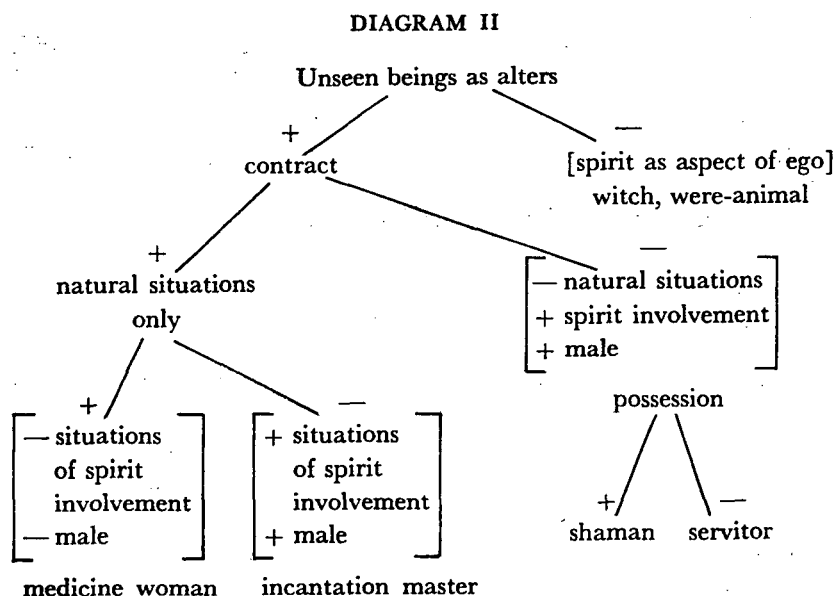 DIAGRAM II
Unseen beings as alters
+
—
contract
[spirit as aspect of ego]
witch, were-animal
+
—
natural situations
only
— natural situations
+ spirit involvement
+ male
possession
+
—
— situations
of spirit
involvement
— male
+ situations
of spirit
involvement
+ male
+
—
shaman
servitor
medicine woman
incantation master